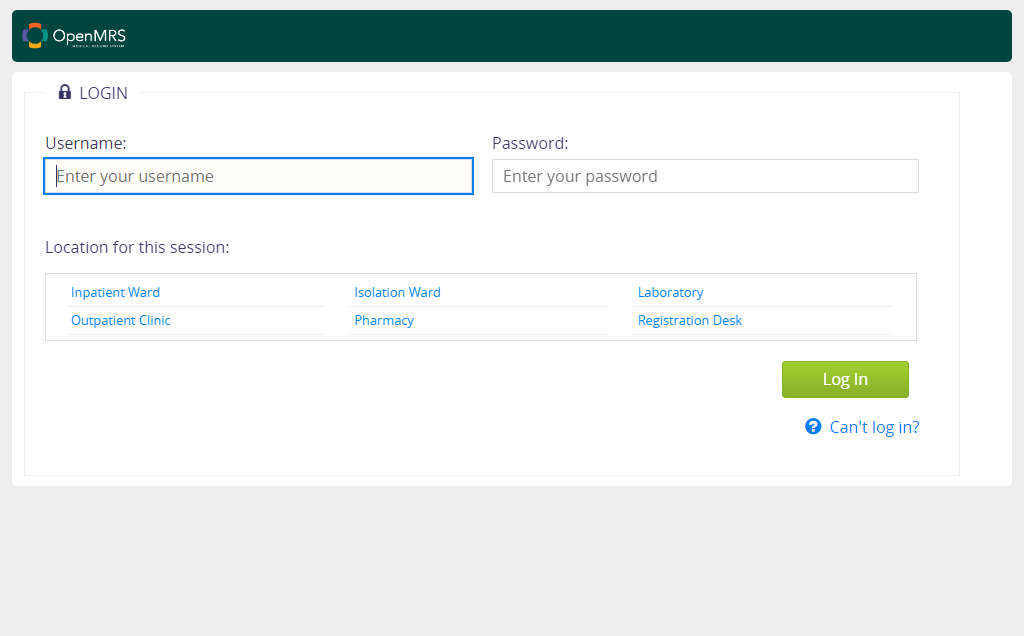 OpenMRS
MEDICAL RECORD SYSTEM
LOGIN
Username:
Password:
Enter your username
Enter your password
Location for this session:
Inpatient Ward
Isolation Ward
Laboratory
Outpatient Clinic
Pharmacy
Registration Desk
Log In
Can't log in?